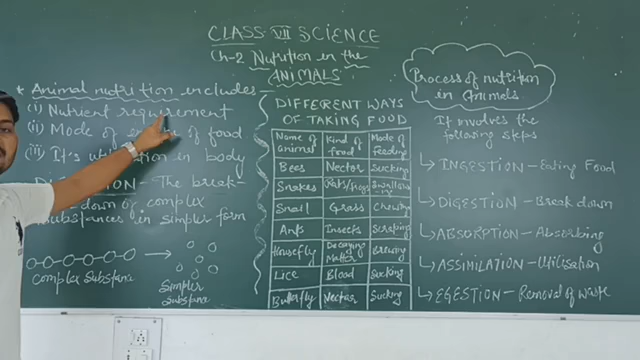 CLASS VII SCIENCE
Ch-2 Nutrition in the
ANIMALS
* Animal nutrition includes -
(i) Nutrient requirement
(ii) Mode of of food
(iii) It's in body
The break-
down of complex
substances in simpler form
Complex Substance
Simpler
Substance
DIFFERENT WAYS
OF TAKING FOOD
Name of animal | Kind of food | Mode of feeding
Bees | Nector | Sucking
Snakes | Rats/frogs | Swallowing
Snail | Grass | Chewing
Ants | Insects | Scraping
Housefly | Decaying Matter | Brewing
Lice | Blood | Sucking
Butterfly | Nectar | Sucking
Process of nutrition
in Animals
It involves the
following steps
INGESTION - Eating Food
DIGESTION - Break down
ABSORPTION - Absorbing
ASSIMILATION - Utilisation
EGESTION - Removal of waste